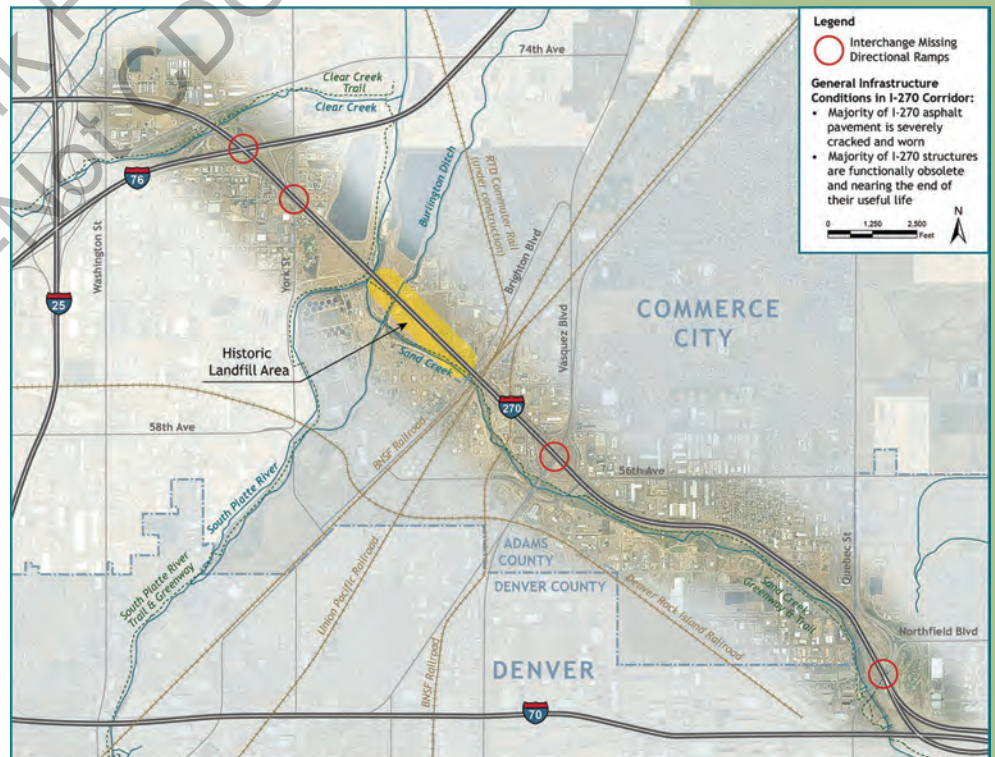 Legend
Interchange Missing
Directional Ramps
General Infrastructure
Conditions in I-270 Corridor:
• Majority of I-270 asphalt
pavement is severely
cracked and worn
• Majority of I-270 structures
are functionally obsolete
and nearing the end of
their useful life
0 1,250 2,500
Feet
N
74th Ave
Clear Creek
Trail
Clear Creek
76
Burlington Ditch
RTD Commuter Rail
(under construction)
Brighton Blvd
Washington St
York St
25
Vasquez Blvd
COMMERCE
CITY
Historic
Landfill Area
Sand Creek
270
58th Ave
BNSF Railroad
56th Ave
South Platte River
South Platte River
Trail & Greenway
Union Pacific Railroad
ADAMS
COUNTY
DENVER COUNTY
Quebec St
Sand Creek
Greenway & Trail
Denver Rock Island Railroad
Northfield Blvd
BNSF Railroad
DENVER
70
Not